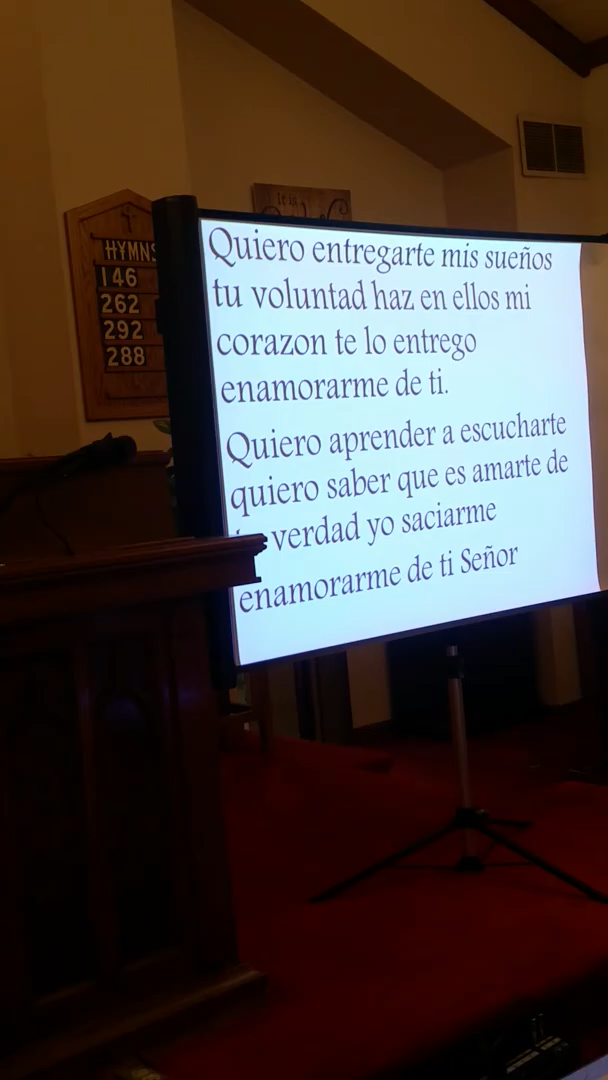 It is
HYMNS
146
262
292
288
Quiero entregarte mis sueños
tu voluntad haz en ellos mi
corazon te lo entrego
enamorarme de ti.
Quiero aprender a escucharte
quiero saber que es amarte de
verdad yo saciarme
enamorarme de ti Señor